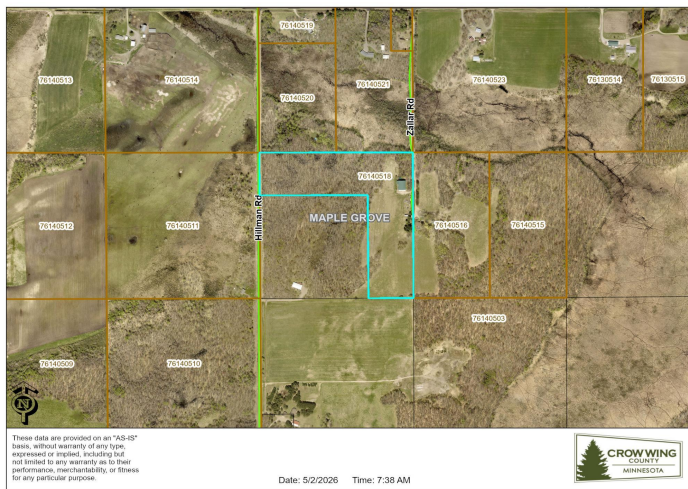 76140519
76140513
76140514
76140521
76140523
76130514
76130515
76140520
Zallar Rd
76140518
Hillman Rd
MAPLE GROVE
76140512
76140511
76140516
76140515
76140503
76140509
76140510
N
These data are provided on an "AS-IS"
basis, without warranty of any type,
expressed or implied, including but
not limited to any warranty as to their
performance, merchantability, or fitness
for any particular purpose.
Date: 5/2/2026 Time: 7:38 AM
CROW WING
COUNTY
MINNESOTA